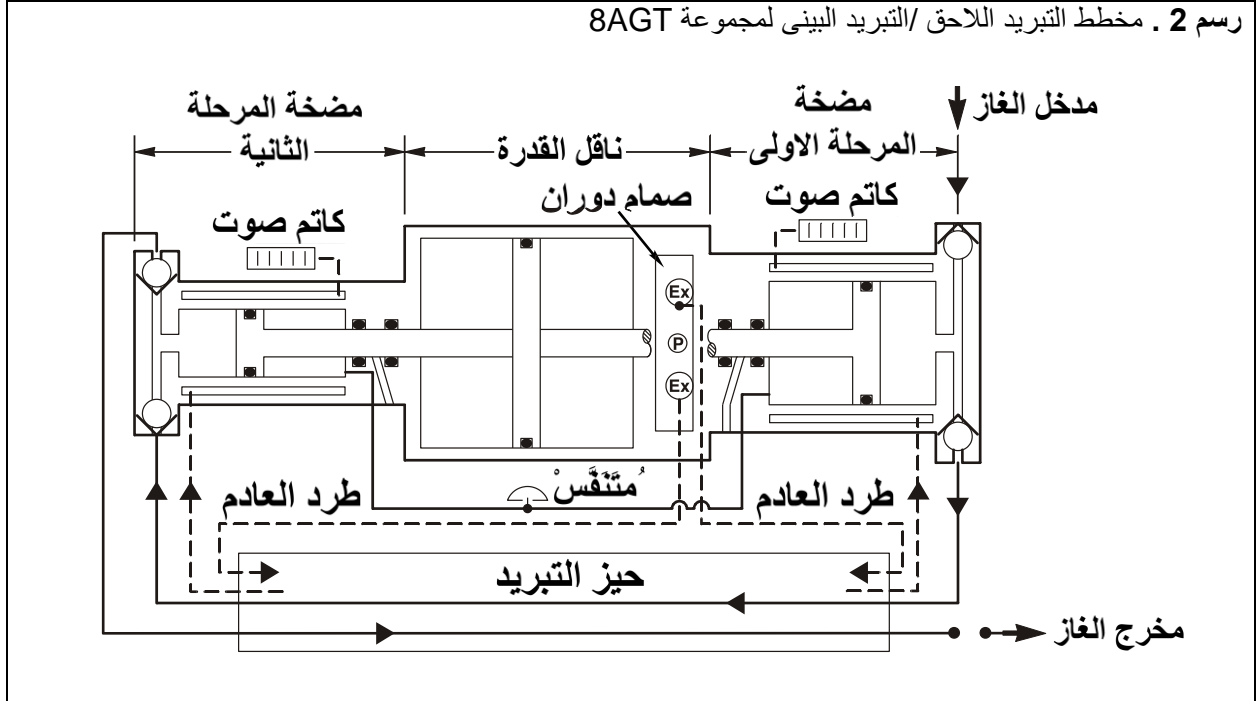 رسم 2 . مخطط التبريد اللاحق /التبريد البينى لمجموعة 8AGT
مدخل الغاز
مضخة
المرحلة الاولى
ناقل القدرة
مضخة المرحلة
الثانية
كاتم صوت
صمام دوران
كاتم صوت
Ex
P
Ex
مُتَنَفَّسْ
طرد العادم
طرد العادم
حيز التبريد
مخرج الغاز